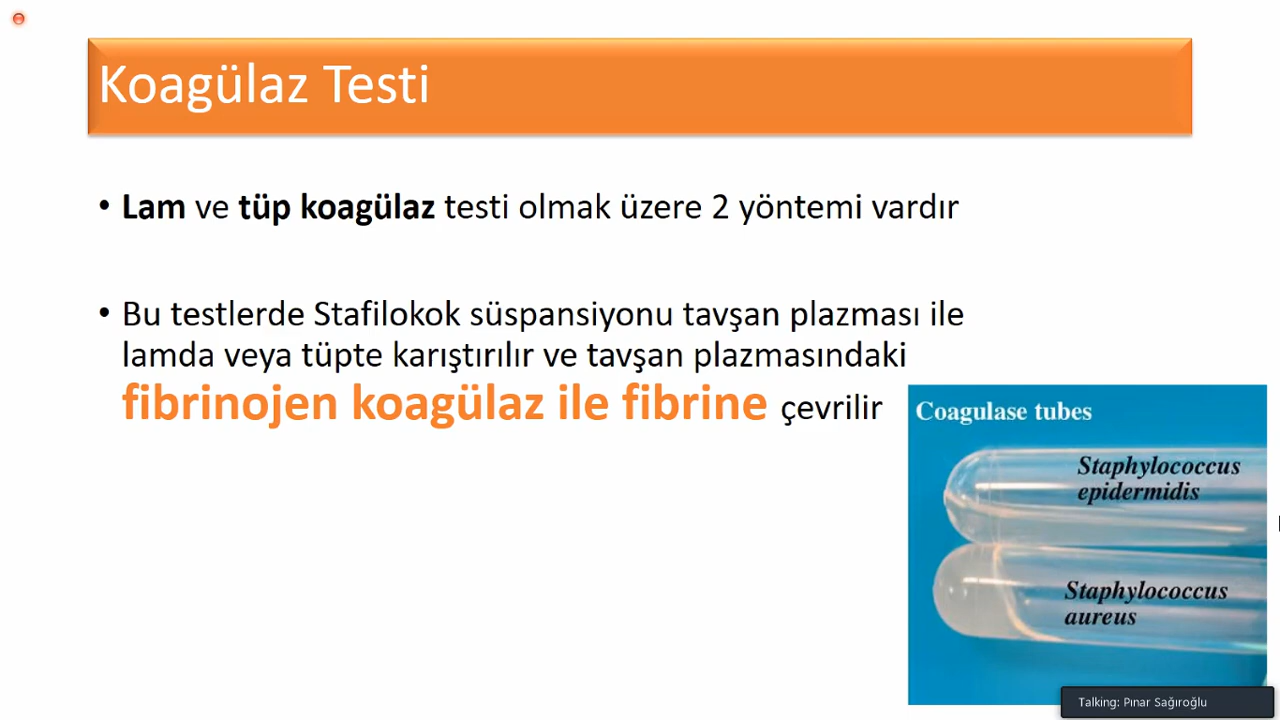 Koagülaz Testi
• Lam ve tüp koagülaz testi olmak üzere 2 yöntemi vardır
• Bu testlerde Stafilokok süspansiyonu tavşan plazması ile
lamda veya tüpte karıştırılır ve tavşan plazmasındaki
fibrinojen koagülaz ile fibrine çevrilir
Coagulase tubes
Staphylococcus
epidermidis
Staphylococcus
aureus
Talking: Pınar Sağıroğlu